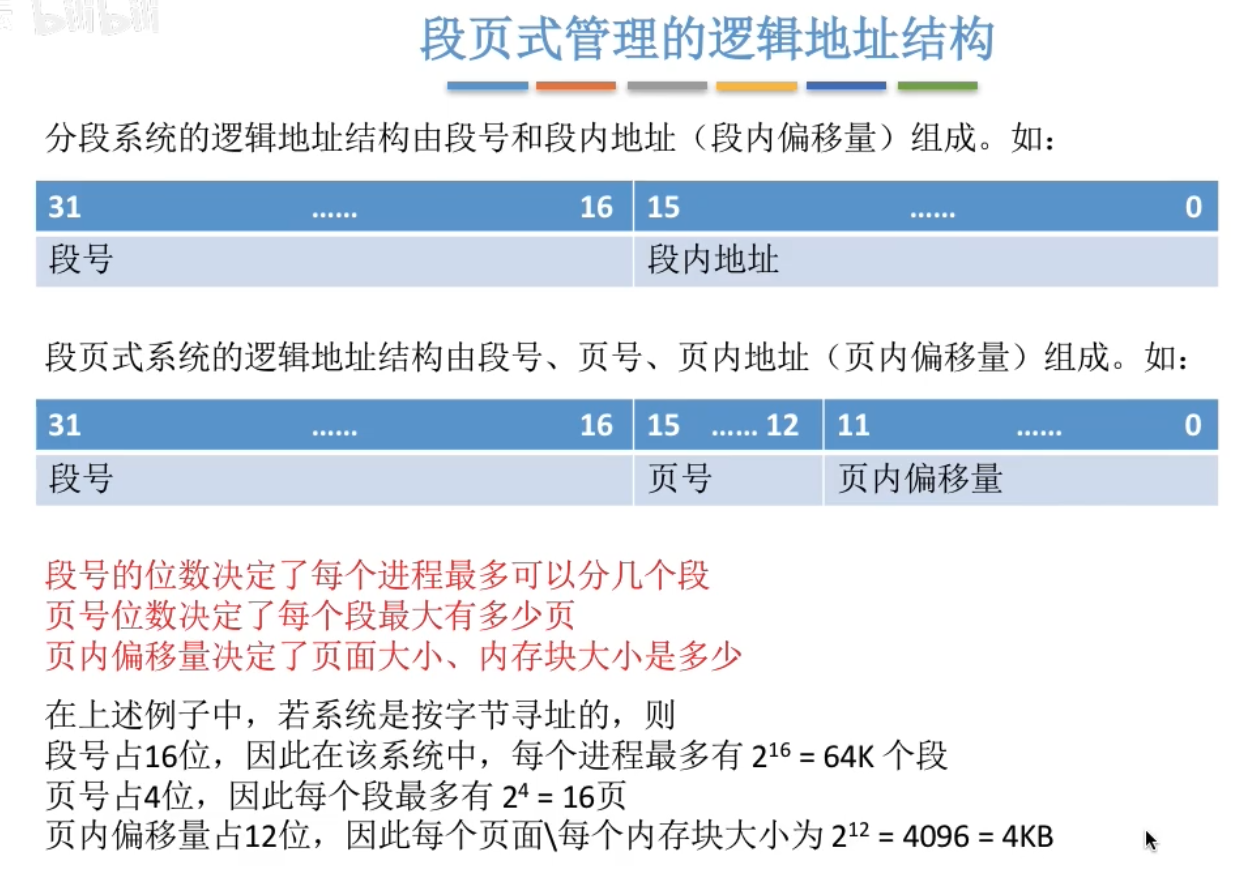 bilibili
段页式管理的逻辑地址结构
分段系统的逻辑地址结构由段号和段内地址（段内偏移量）组成。如：
31 …… 16 15 …… 0
段号 段内地址
段页式系统的逻辑地址结构由段号、页号、页内地址（页内偏移量）组成。如：
31 …… 16 15 …… 12 11 …… 0
段号 页号 页内偏移量
段号的位数决定了每个进程最多可以分几个段
页号位数决定了每个段最大有多少页
页内偏移量决定了页面大小、内存块大小是多少
在上述例子中，若系统是按字节寻址的，则
段号占16位，因此在该系统中，每个进程最多有 2¹⁶ = 64K 个段
页号占4位，因此每个段最多有 2⁴ = 16页
页内偏移量占12位，因此每个页面\每个内存块大小为 2¹² = 4096 = 4KB